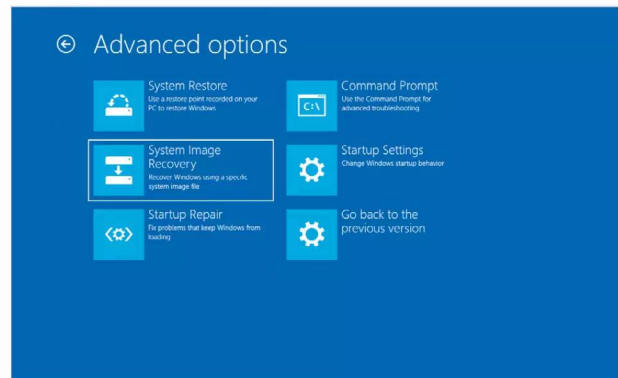 Advanced options
System Restore
Use a restore point recorded on your
PC to restore Windows
Command Prompt
Use the Command Prompt for
advanced troubleshooting
C:\
System Image
Recovery
Recover Windows using a specific
system image file
Startup Settings
Change Windows startup behavior
Startup Repair
Fix problems that keep Windows from
loading
Go back to the
previous version